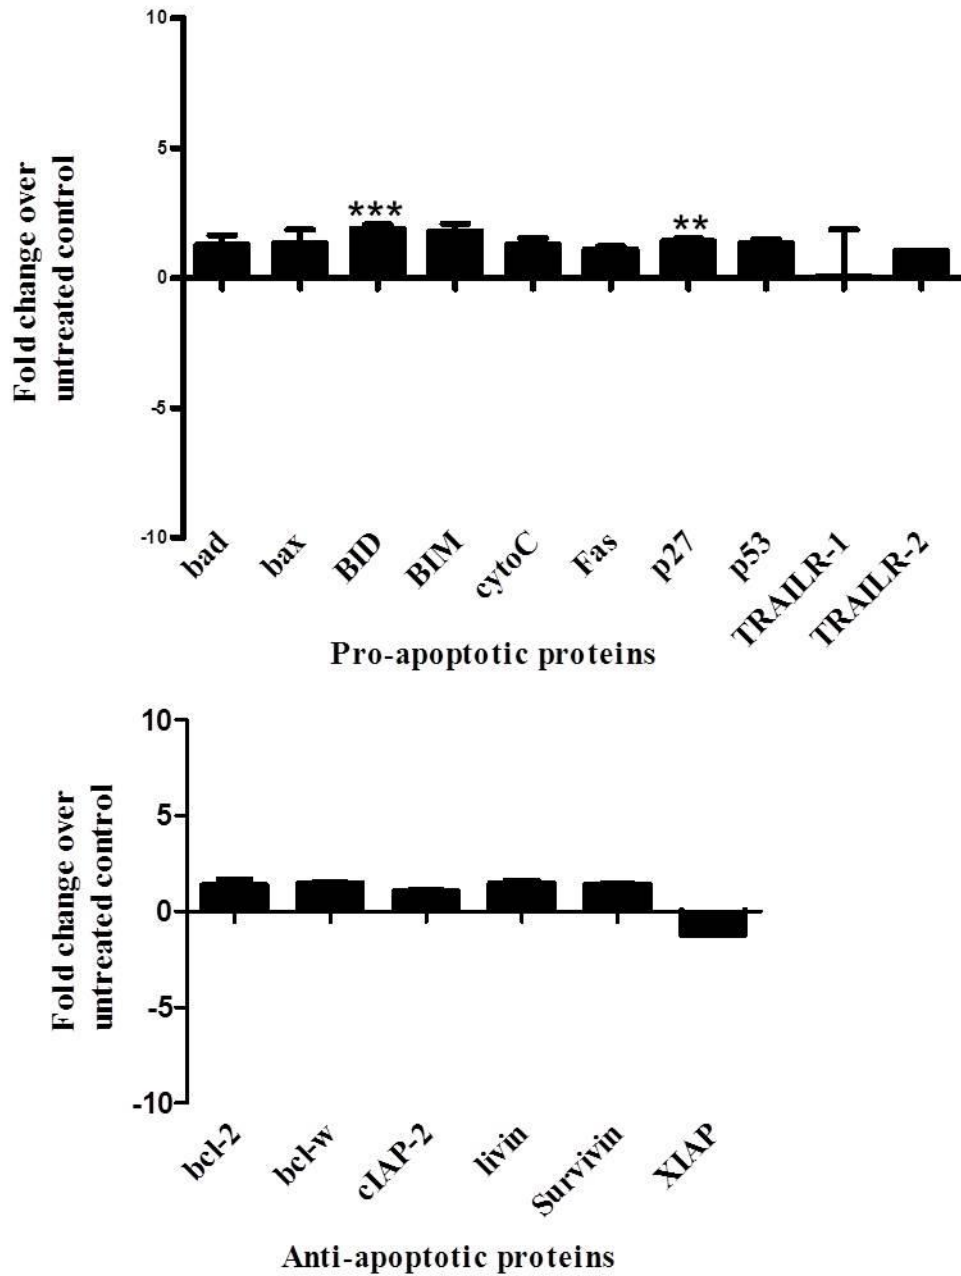 10
5
0
-5
-10
Fold change over
untreated control
***
**
bad
bax
BID
BIM
cytoC
Fas
p27
p53
TRAILR-1
TRAILR-2
Pro-apoptotic proteins
10
5
0
-5
-10
Fold change over
untreated control
bcl-2
bcl-w
cIAP-2
livin
Survivin
XIAP
Anti-apoptotic proteins